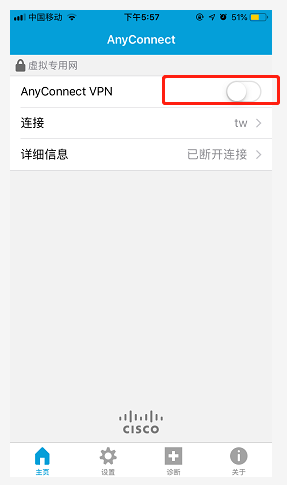 中国移动 下午5:57 51%
AnyConnect
虚拟专用网
AnyConnect VPN
连接 tw
详细信息 已断开连接
CISCO
主页 设置 诊断 关于